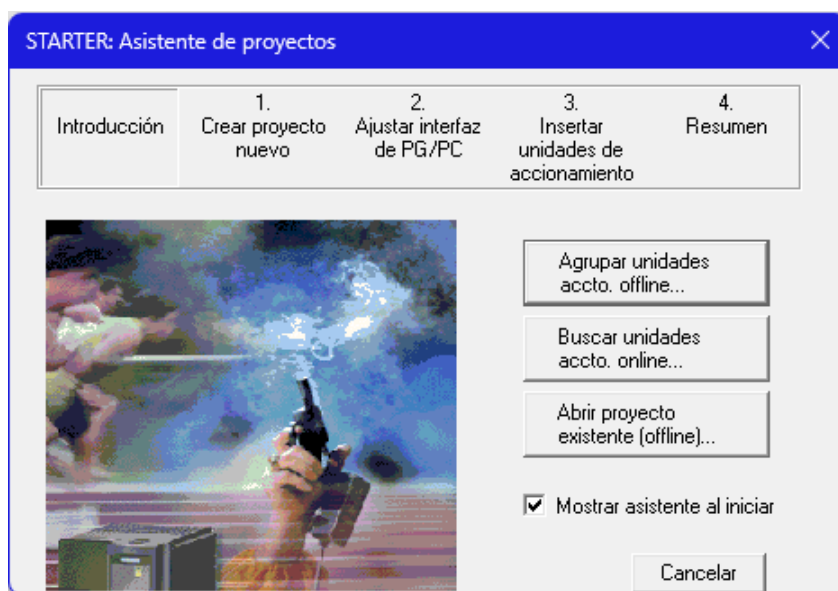 STARTER: Asistente de proyectos
Introducción
1.
Crear proyecto
nuevo
2.
Ajustar interfaz
de PG/PC
3.
Insertar
unidades de
accionamiento
4.
Resumen
Agrupar unidades
accto. offline...
Buscar unidades
accto. online...
Abrir proyecto
existente (offline)...
Mostrar asistente al iniciar
Cancelar